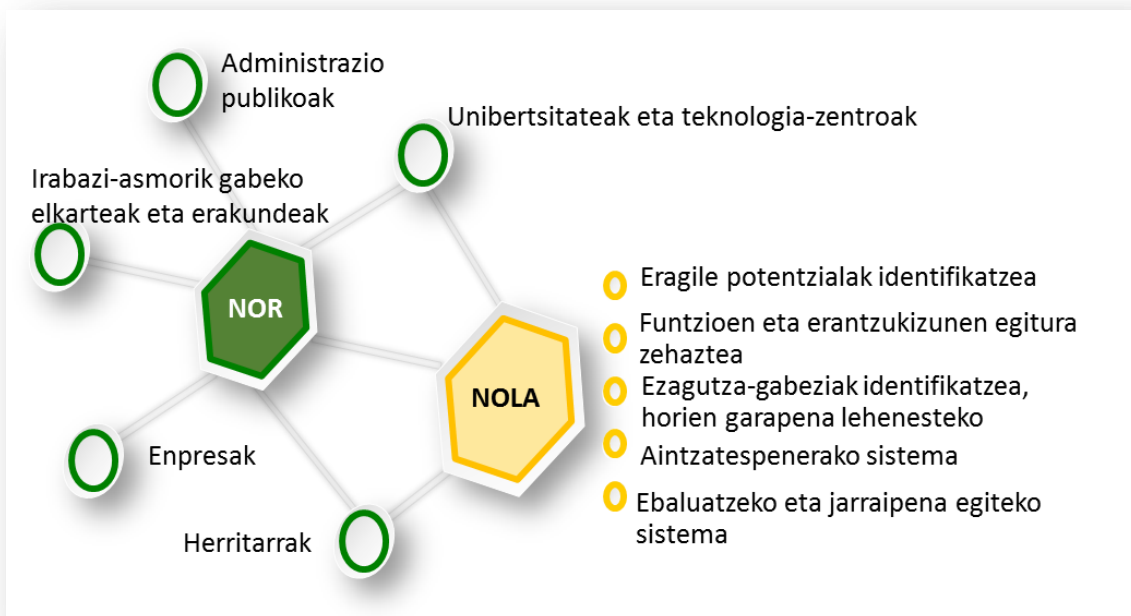 Administrazio
publikoak
Unibertsitateak eta teknologia-zentroak
Irabazi-asmorik gabeko
elkarteak eta erakundeak
NOR
Enpresak
Herritarrak
NOLA
Eragile potentzialak identifikatzea
Funtzioen eta erantzukizunen egitura
zehaztea
Ezagutza-gabeziak identifikatzea,
horien garapena lehenesteko
Aintzatespenerako sistema
Ebaluatzeko eta jarraipena egiteko
sistema